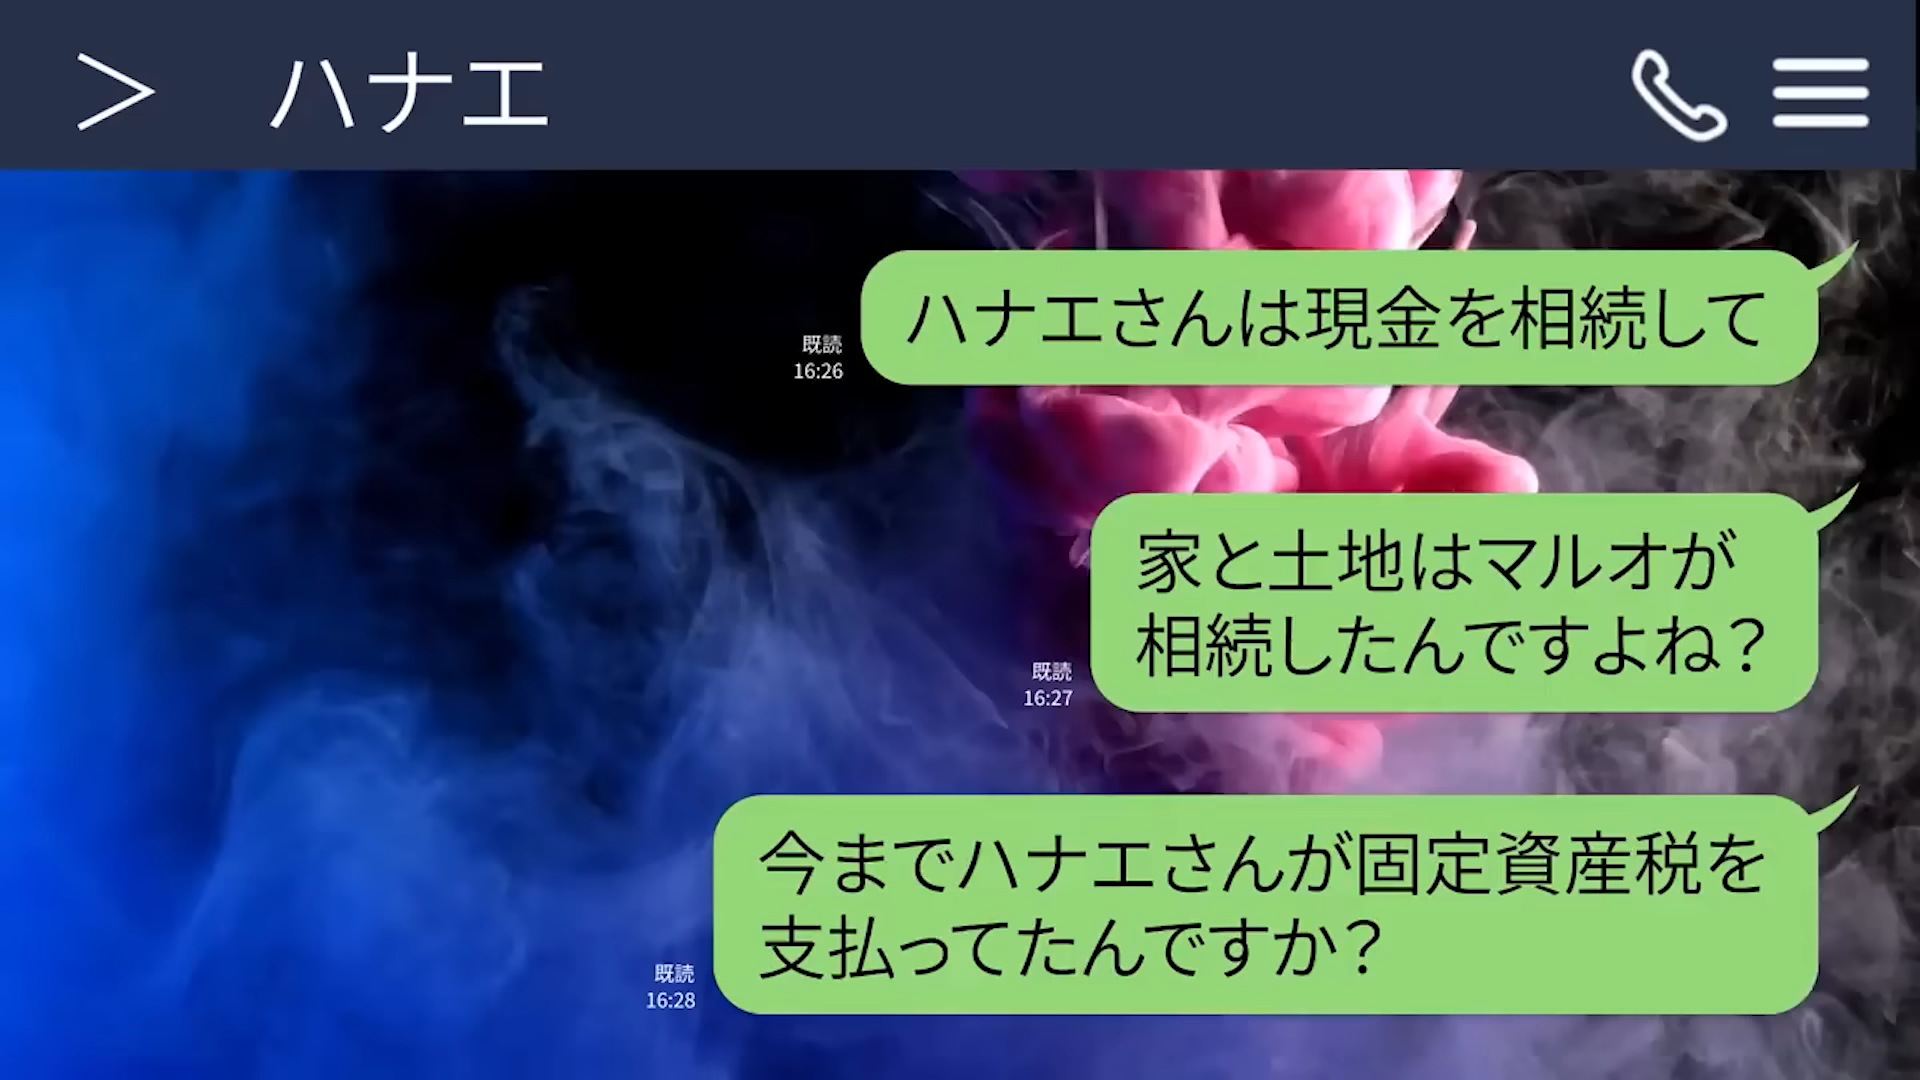 ＞ ハナエ
ハナエさんは現金を相続して
既読
16:26
家と土地はマルオが
相続したんですよね？
既読
16:27
今までハナエさんが固定資産税を
支払ってたんですか？
既読
16:28